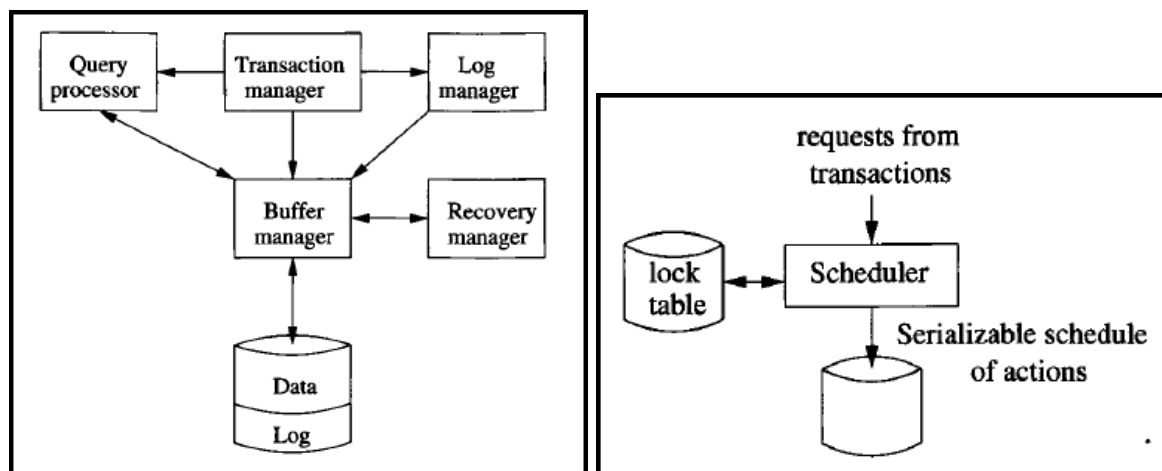 Query
processor
Transaction
manager
Log
manager
Buffer
manager
Recovery
manager
Data
Log
requests from
transactions
lock
table
Scheduler
Serializable schedule
of actions